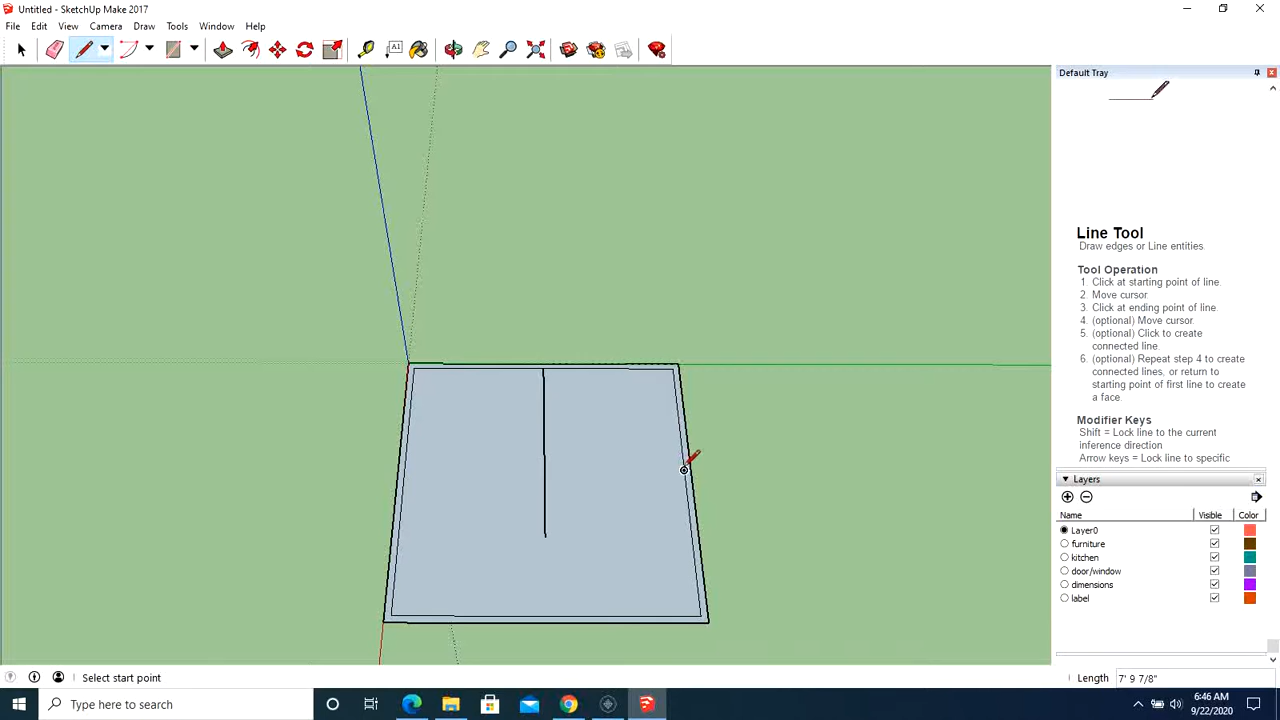 Untitled - SketchUp Make 2017
File Edit View Camera Draw Tools Window Help
A1
Default Tray
Line Tool
Draw edges or Line entities.
Tool Operation
1. Click at starting point of line.
2. Move cursor.
3. Click at ending point of line.
4. (optional) Move cursor.
5. (optional) Click to create
connected line.
6. (optional) Repeat step 4 to create
connected lines, or return to
starting point of first line to create
a face.
Modifier Keys
Shift = Lock line to the current
inference direction
Arrow keys = Lock line to specific
Layers
Name Visible Color
Layer0
furniture
kitchen
door/window
dimensions
label
Select start point
Length 7' 9 7/8"
Type here to search
6:46 AM
9/22/2020